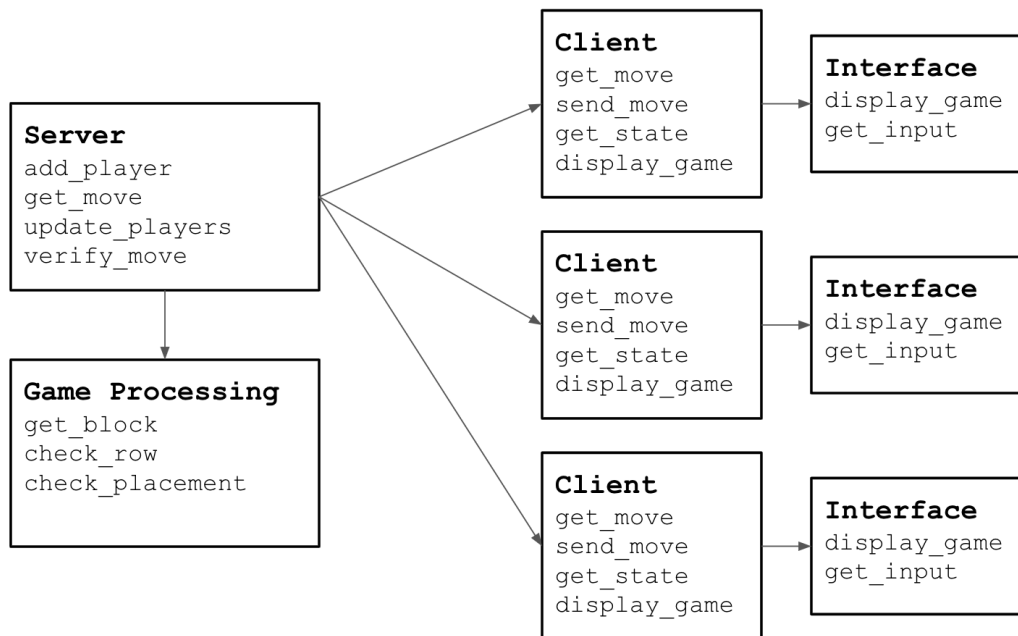 Server
add_player
get_move
update_players
verify_move
Game Processing
get_block
check_row
check_placement
Client
get_move
send_move
get_state
display_game
Interface
display_game
get_input
Client
get_move
send_move
get_state
display_game
Interface
display_game
get_input
Client
get_move
send_move
get_state
display_game
Interface
display_game
get_input